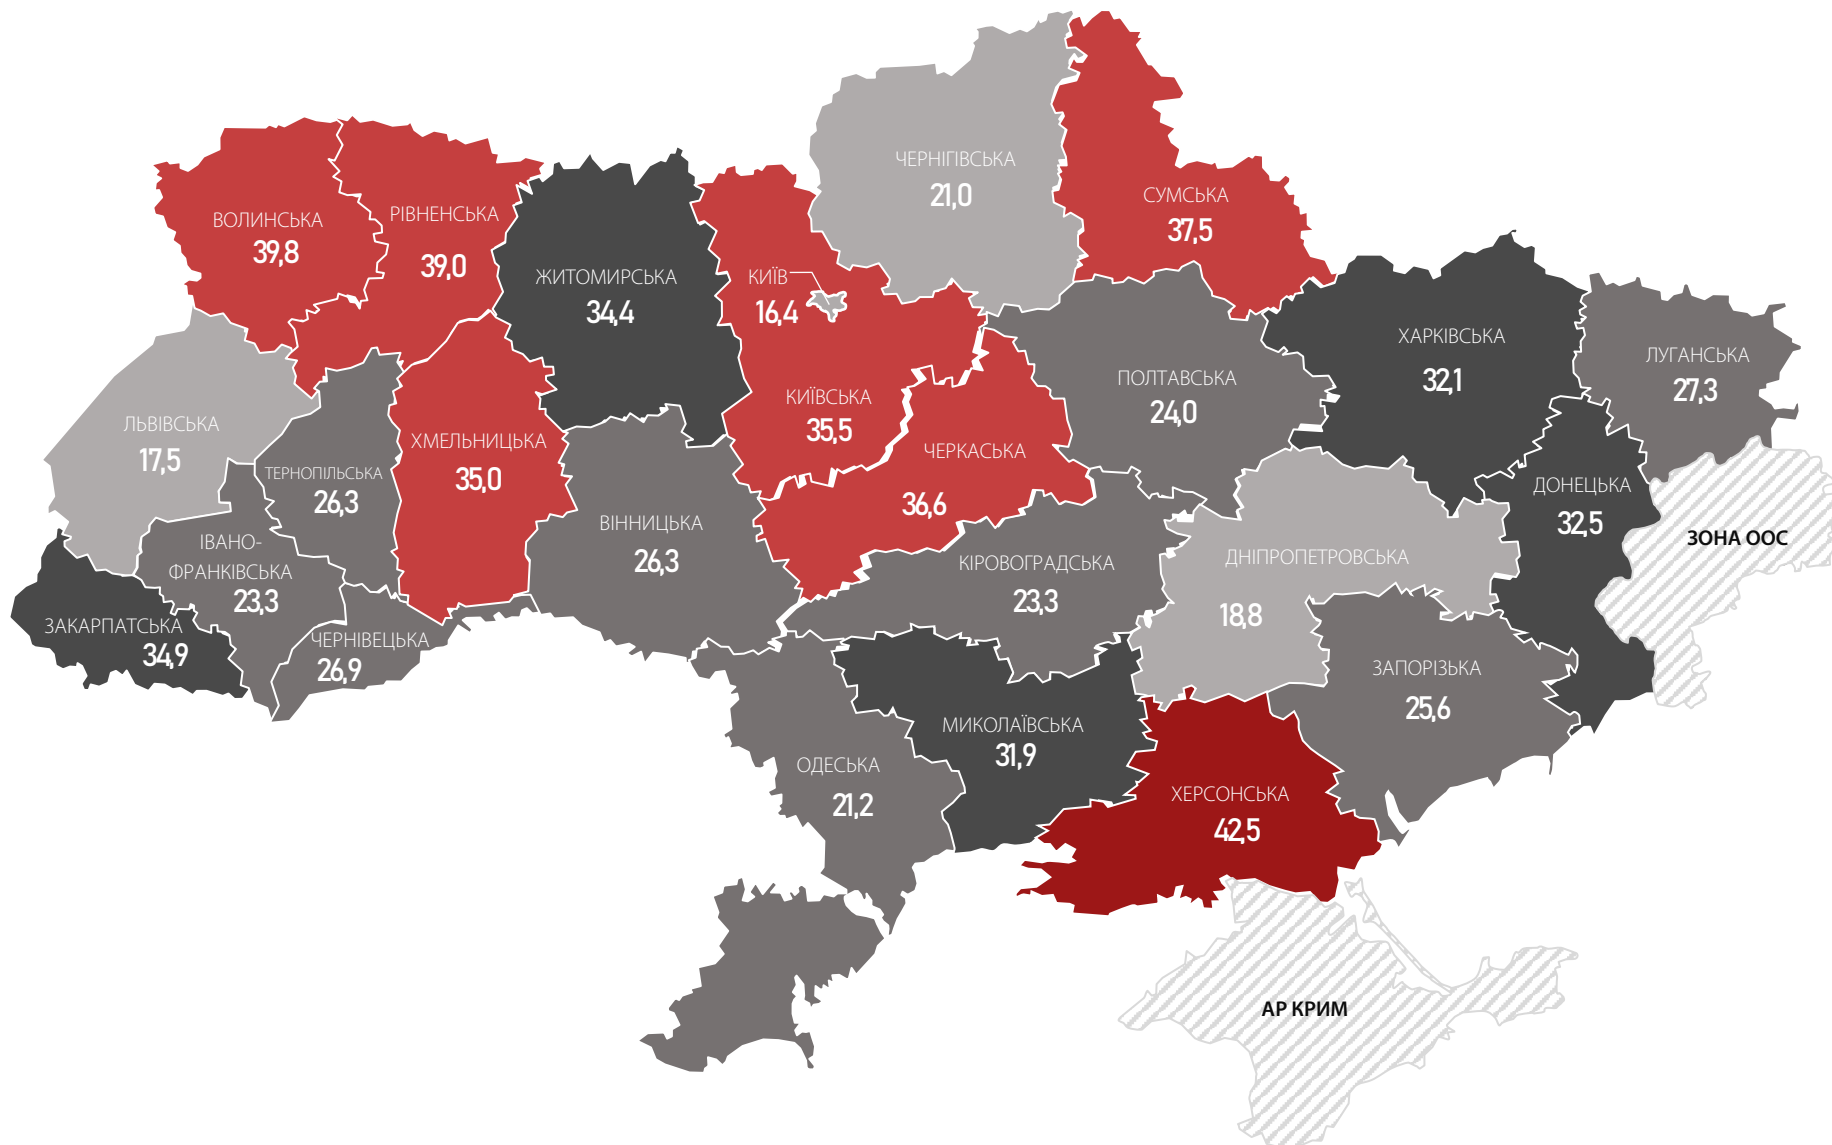 ЧЕРНІГІВСЬКА
21,0
СУМСЬКА
37,5
ВОЛИНСЬКА
39,8
РІВНЕНСЬКА
39,0
ЖИТОМИРСЬКА
34,4
КИЇВ
16,4
КИЇВСЬКА
35,5
ПОЛТАВСЬКА
24,0
ХАРКІВСЬКА
32,1
ЛУГАНСЬКА
27,3
ЛЬВІВСЬКА
17,5
ТЕРНОПІЛЬСЬКА
26,3
ХМЕЛЬНИЦЬКА
35,0
ЧЕРКАСЬКА
36,6
ВІННИЦЬКА
26,3
ДОНЕЦЬКА
32,5
ЗОНА ООС
ІВАНО-
ФРАНКІВСЬКА
23,3
КІРОВОГРАДСЬКА
23,3
ДНІПРОПЕТРОВСЬКА
18,8
ЗАКАРПАТСЬКА
34,9
ЧЕРНІВЕЦЬКА
26,9
ЗАПОРІЗЬКА
25,6
МИКОЛАЇВСЬКА
31,9
ОДЕСЬКА
21,2
ХЕРСОНСЬКА
42,5
АР КРИМ